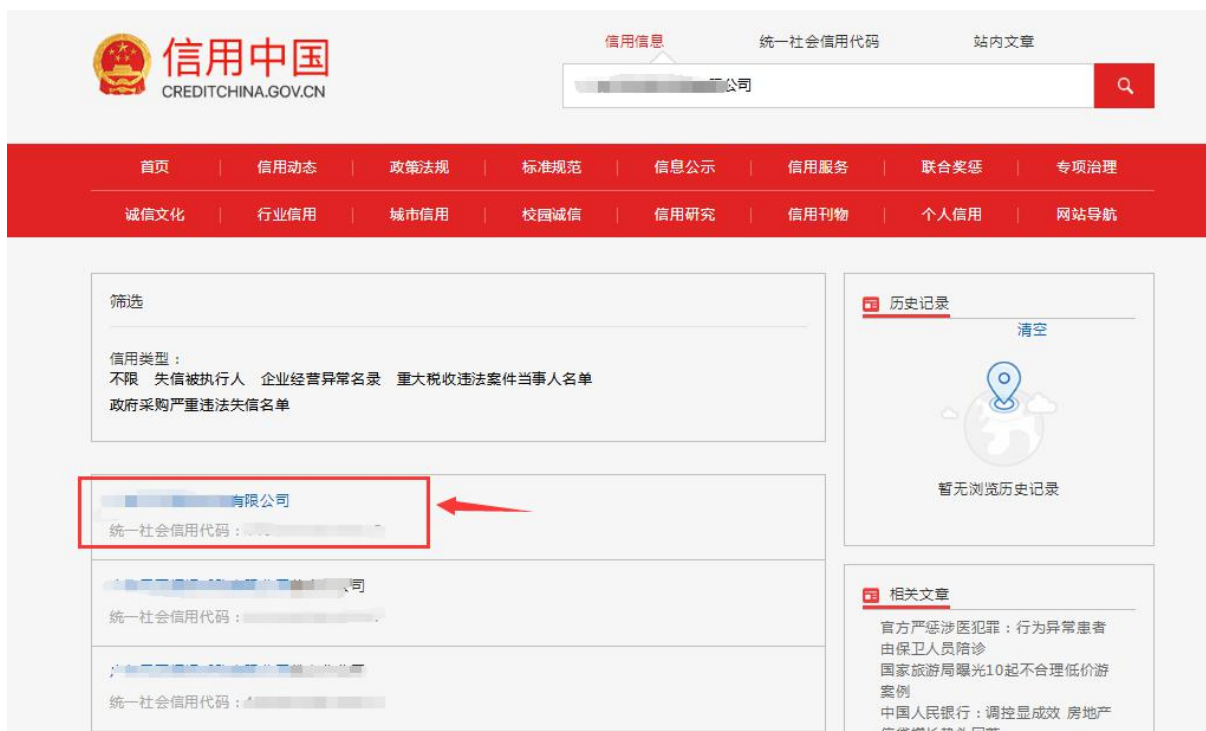 信用中国
CREDITCHINA.GOV.CN
信用信息 统一社会信用代码 站内文章
公司
首页 信用动态 政策法规 标准规范 信息公示 信用服务 联合奖惩 专项治理
诚信文化 行业信用 城市信用 校园诚信 信用研究 信用刊物 个人信用 网站导航
筛选
信用类型：
不限 失信被执行人 企业经营异常名录 重大税收违法案件当事人名单
政府采购严重违法失信名单
有限公司
统一社会信用代码：
司
统一社会信用代码：
统一社会信用代码：
历史记录
清空
暂无浏览历史记录
相关文章
官方严惩涉医犯罪：行为异常患者
由保卫人员陪诊
国家旅游局曝光10起不合理低价游
案例
中国人民银行：调控显成效 房地产